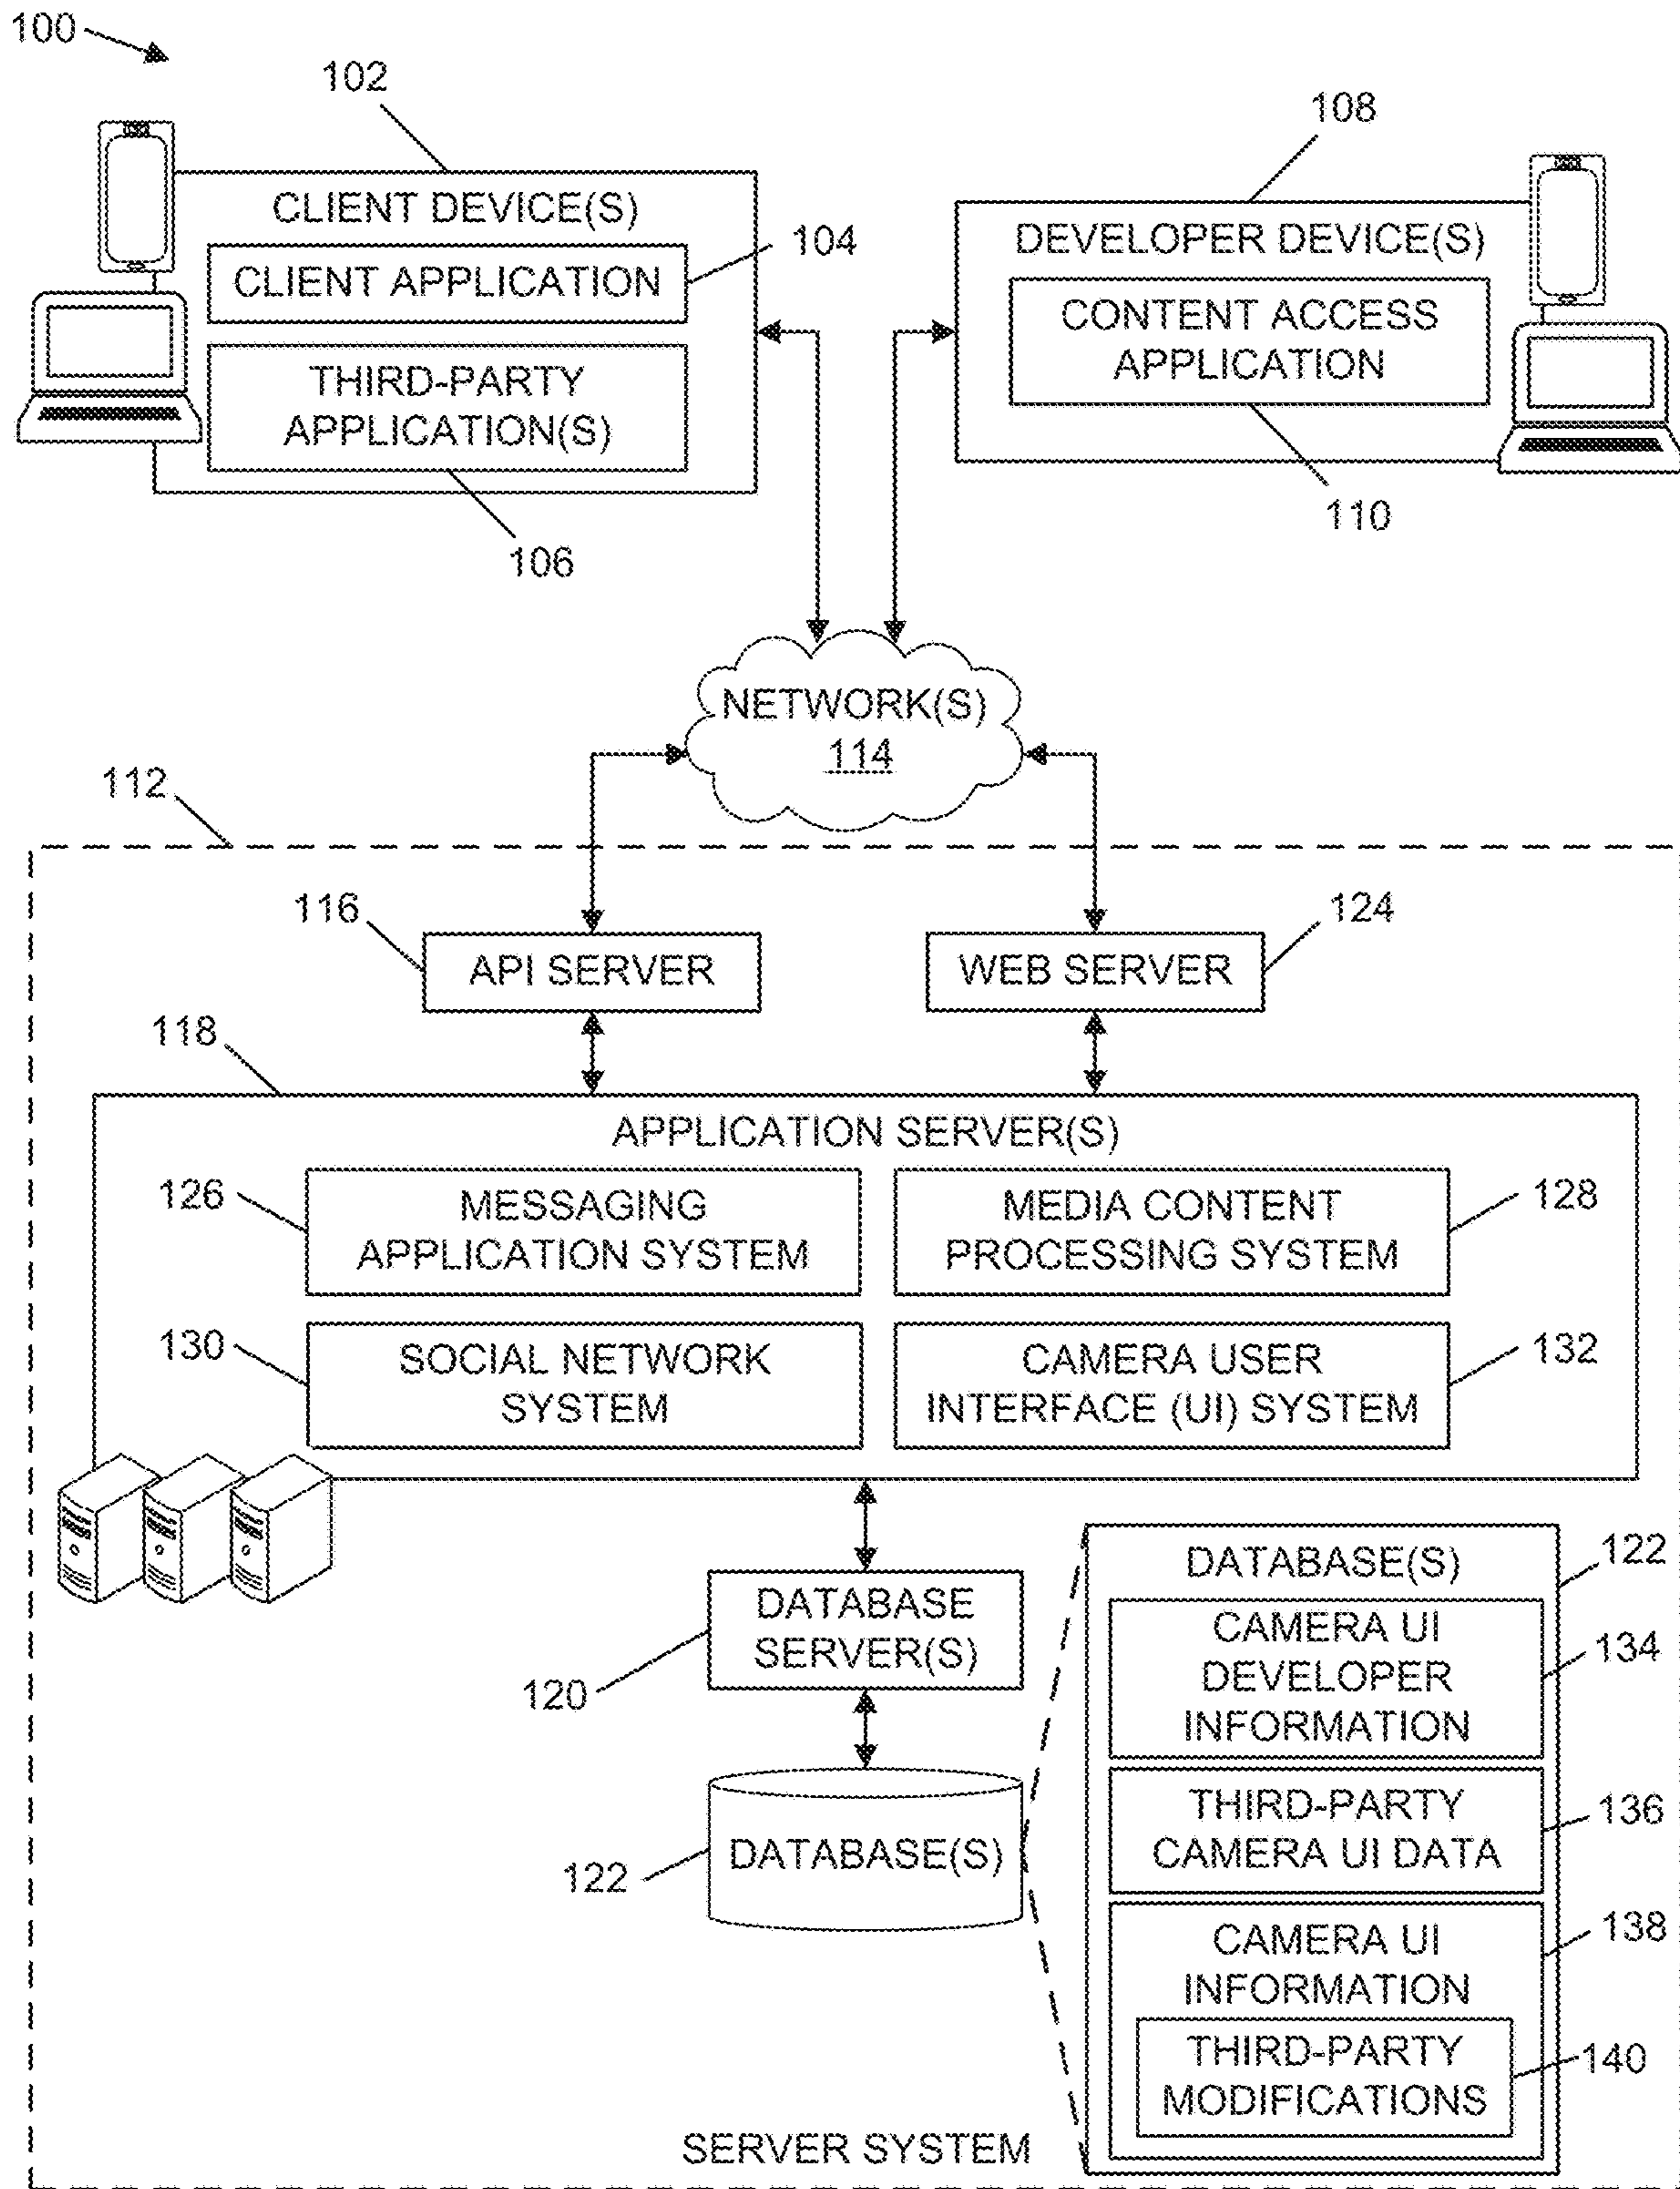 100
102
108
CLIENT DEVICE(S)
104
CLIENT APPLICATION
THIRD-PARTY
APPLICATION(S)
106
DEVELOPER DEVICE(S)
CONTENT ACCESS
APPLICATION
110
NETWORK(S)
114
112
116
API SERVER
124
WEB SERVER
118
APPLICATION SERVER(S)
126
MESSAGING
APPLICATION SYSTEM
128
MEDIA CONTENT
PROCESSING SYSTEM
130
SOCIAL NETWORK
SYSTEM
132
CAMERA USER
INTERFACE (UI) SYSTEM
DATABASE
SERVER(S)
120
DATABASE(S)
122
DATABASE(S)
122
CAMERA UI
DEVELOPER
INFORMATION
134
THIRD-PARTY
CAMERA UI DATA
136
CAMERA UI
INFORMATION
138
THIRD-PARTY
MODIFICATIONS
140
SERVER SYSTEM